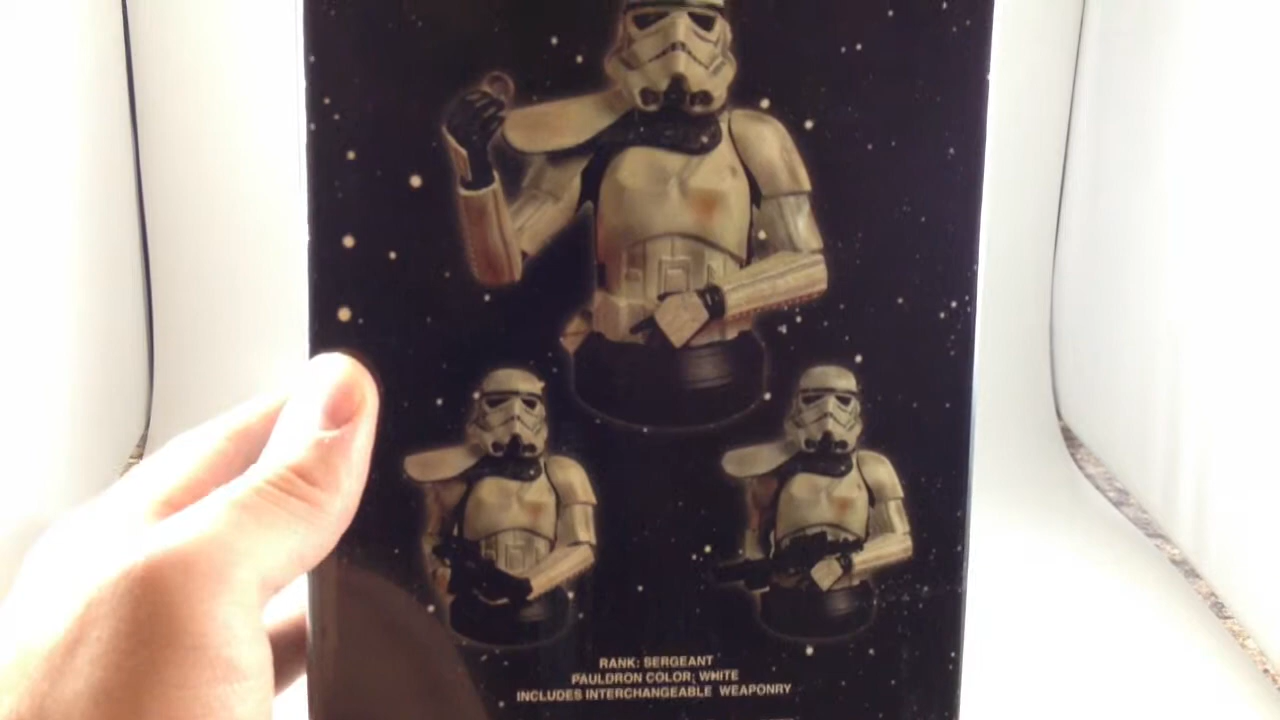 RANK: SERGEANT
PAULDRON COLOR: WHITE
INCLUDES INTERCHANGEABLE WEAPONRY